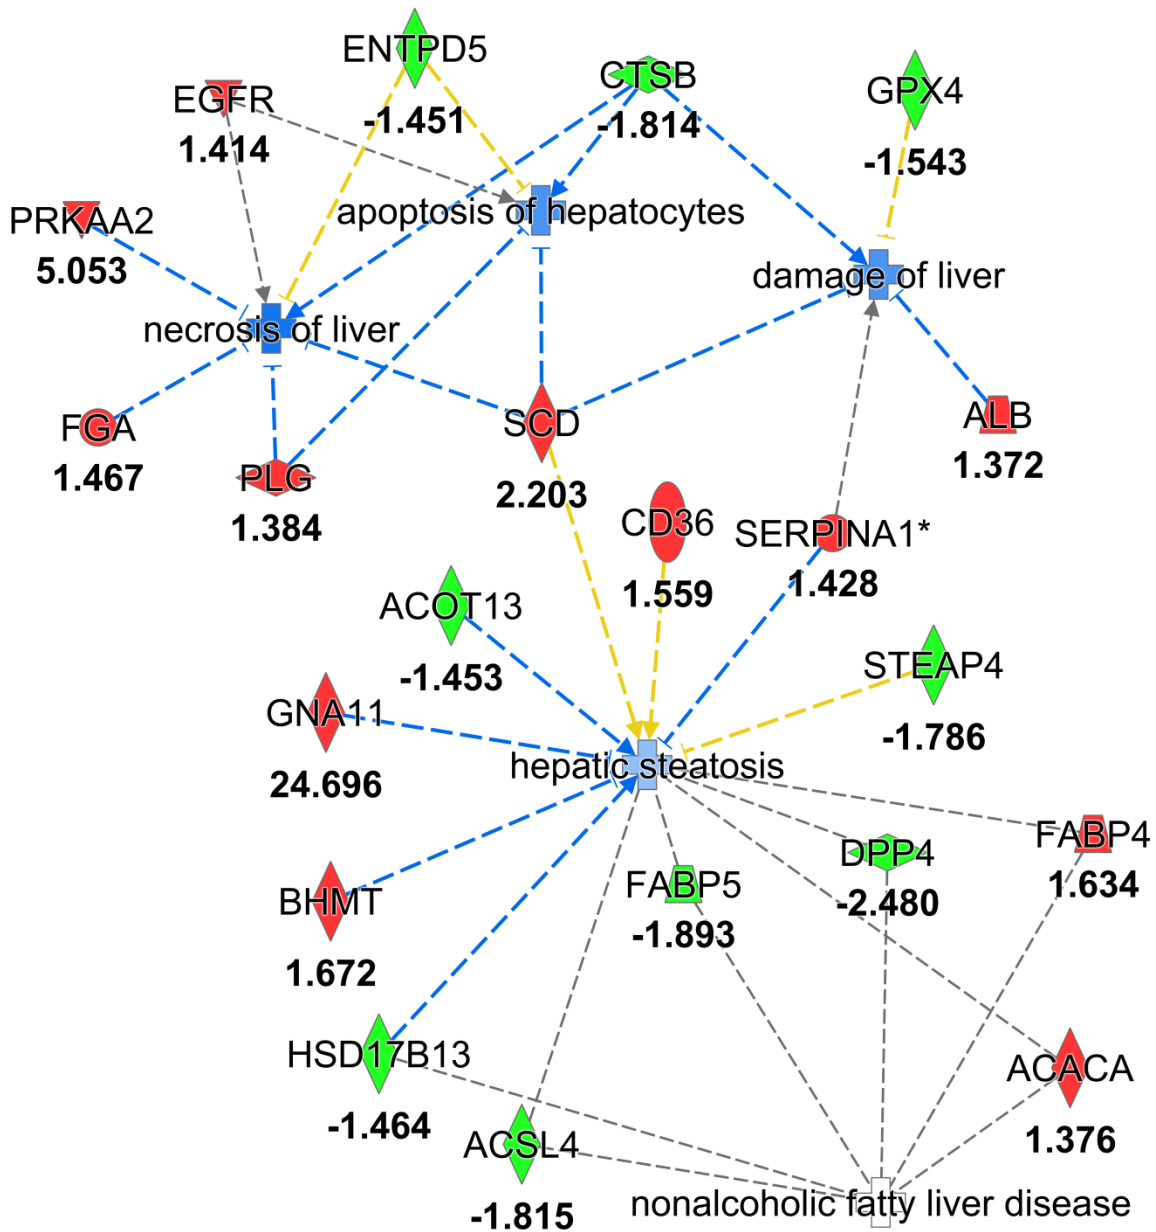 ENTPD5
-1.451
CTSB
-1.814
GPX4
-1.543
EGFR
1.414
PRKAA2
5.053
apoptosis of hepatocytes
damage of liver
necrosis of liver
FGA
1.467
PLG
1.384
SCD
2.203
ALB
1.372
CD36
1.559
SERPINA1*
1.428
ACOT13
-1.453
STEAP4
-1.786
GNA11
24.696
hepatic steatosis
BHMT
1.672
FABP5
-1.893
DPP4
-2.480
FABP4
1.634
HSD17B13
-1.464
ACSL4
-1.815
ACACA
1.376
nonalcoholic fatty liver disease